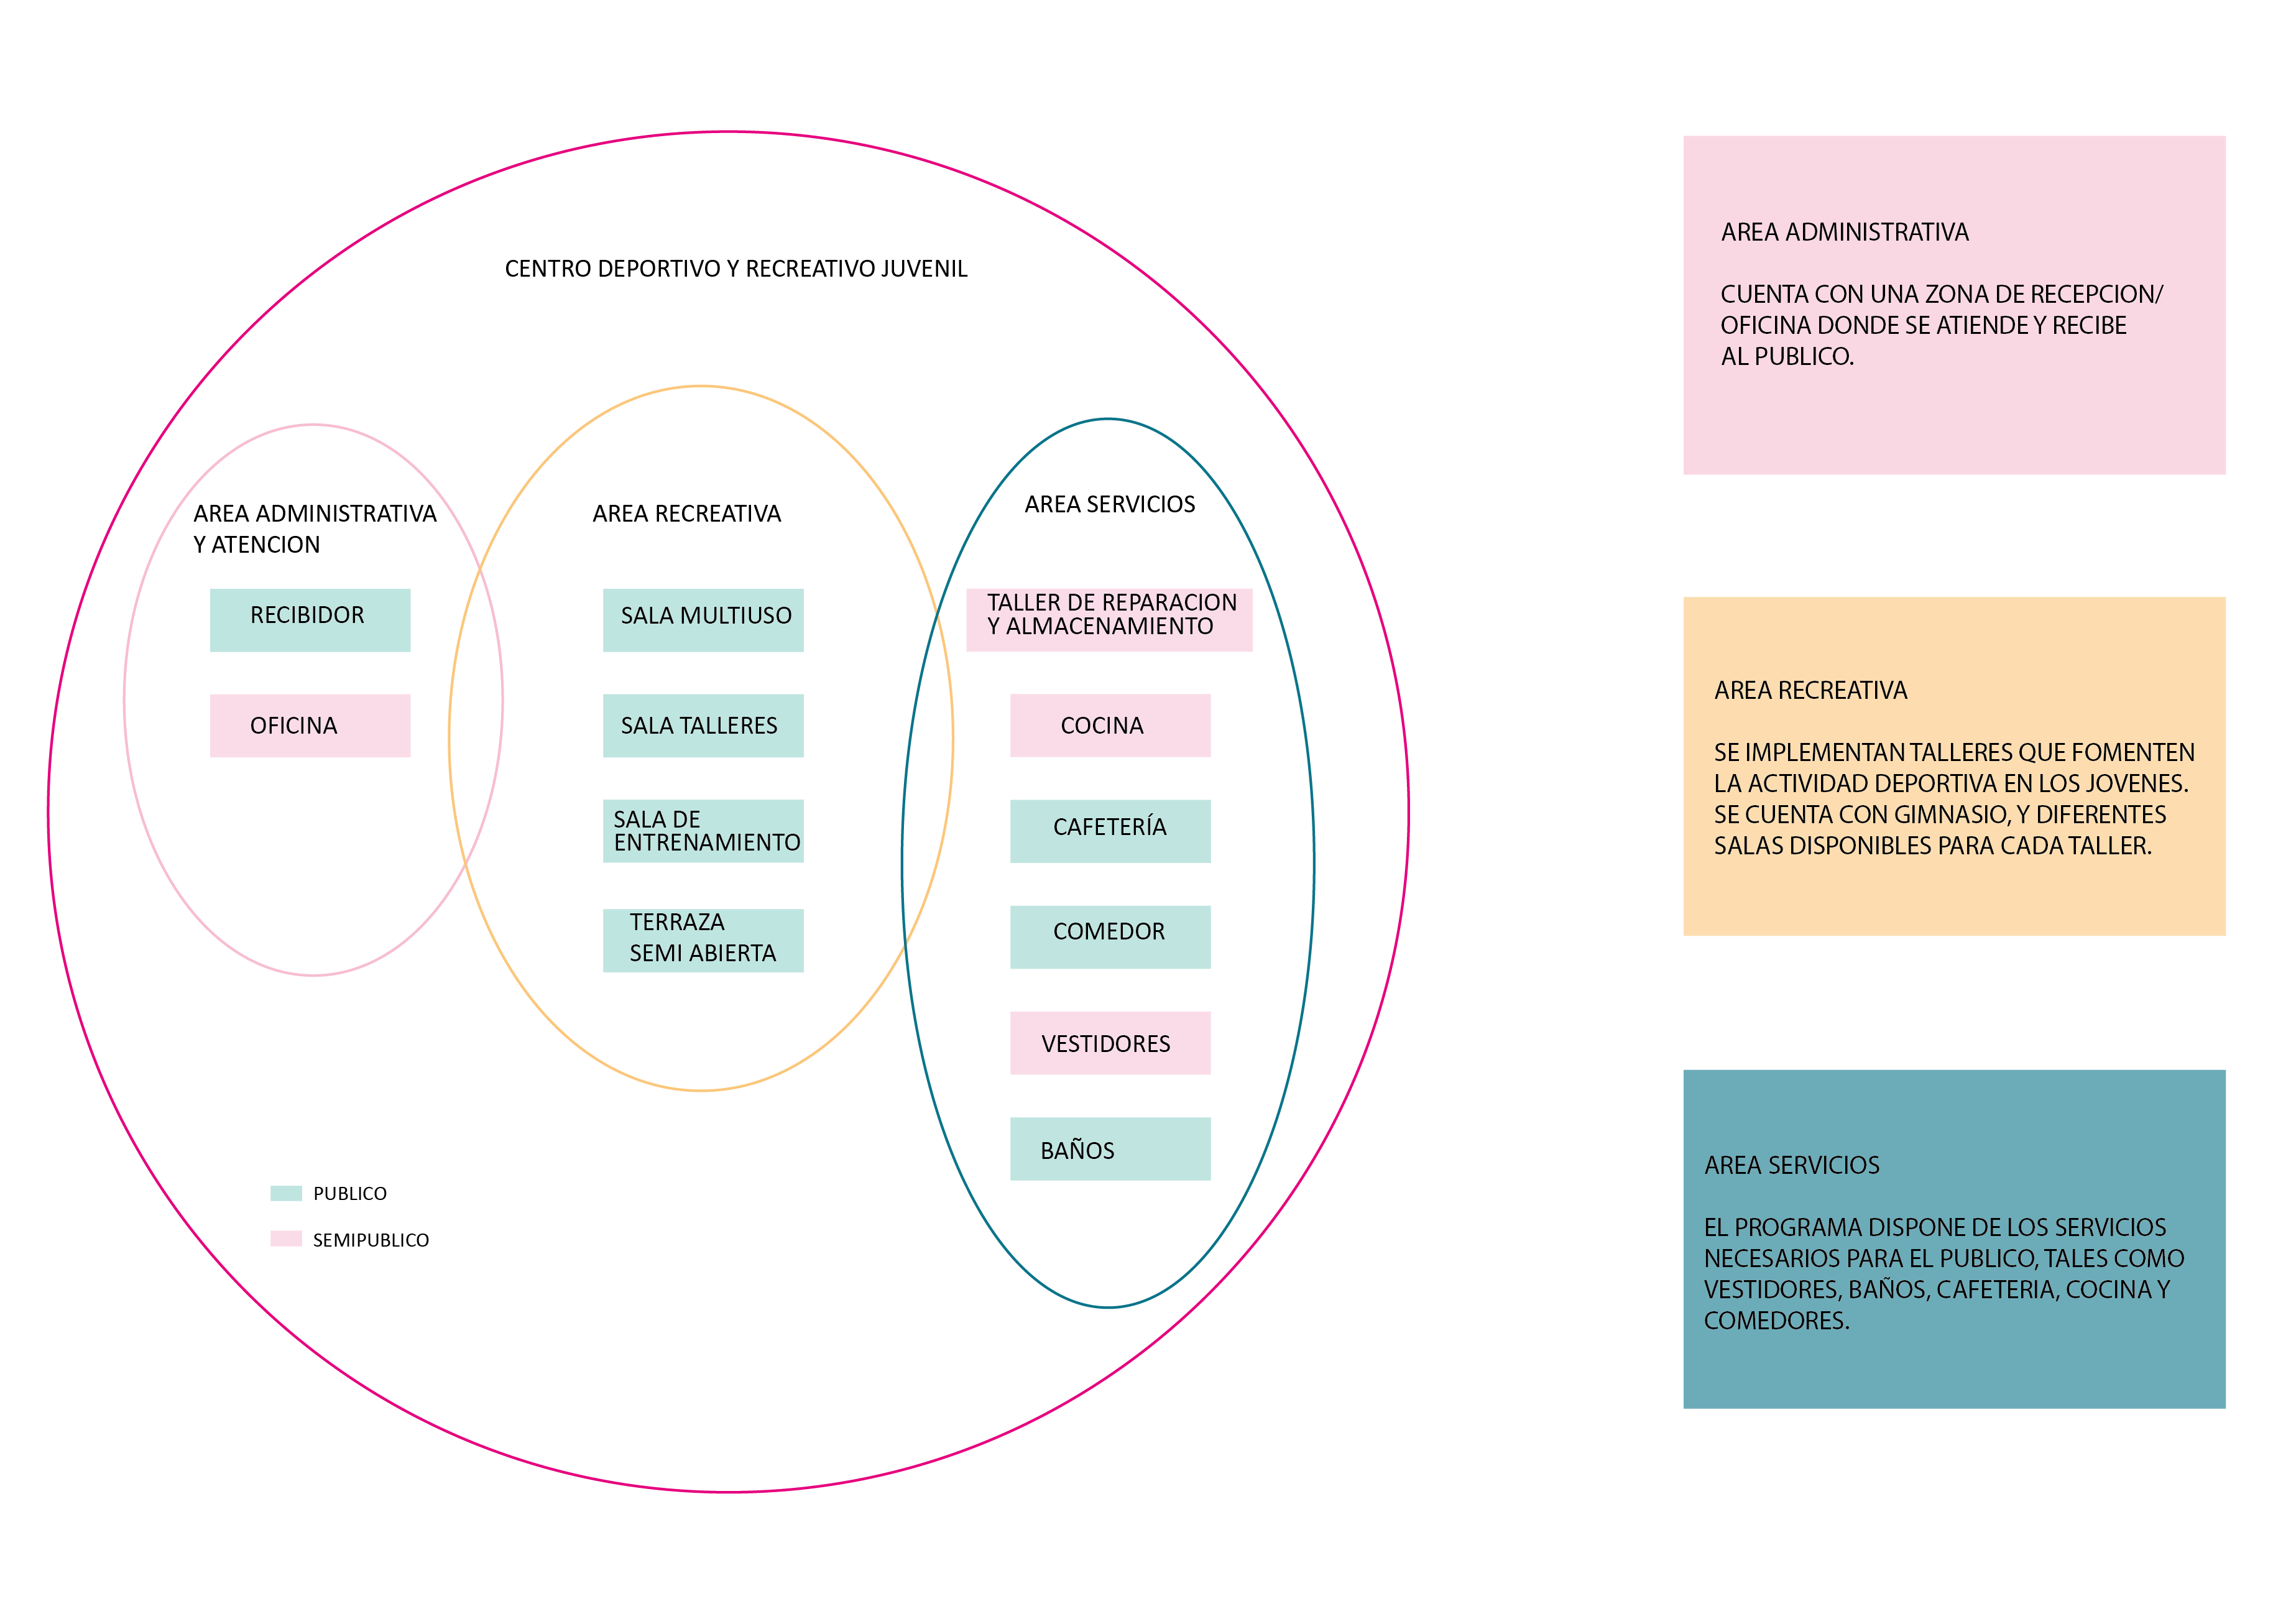 CENTRO DEPORTIVO Y RECREATIVO JUVENIL
AREA ADMINISTRATIVA
Y ATENCION
RECIBIDOR
OFICINA
AREA RECREATIVA
SALA MULTIUSO
SALA TALLERES
SALA DE
ENTRENAMIENTO
TERRAZA
SEMI ABIERTA
AREA SERVICIOS
TALLER DE REPARACION
Y ALMACENAMIENTO
COCINA
CAFETERÍA
COMEDOR
VESTIDORES
BAÑOS
PUBLICO
SEMIPUBLICO
AREA ADMINISTRATIVA
CUENTA CON UNA ZONA DE RECEPCION/
OFICINA DONDE SE ATIENDE Y RECIBE
AL PUBLICO.
AREA RECREATIVA
SE IMPLEMENTAN TALLERES QUE FOMENTEN
LA ACTIVIDAD DEPORTIVA EN LOS JOVENES.
SE CUENTA CON GIMNASIO, Y DIFERENTES
SALAS DISPONIBLES PARA CADA TALLER.
AREA SERVICIOS
EL PROGRAMA DISPONE DE LOS SERVICIOS
NECESARIOS PARA EL PUBLICO, TALES COMO
VESTIDORES, BAÑOS, CAFETERIA, COCINA Y
COMEDORES.